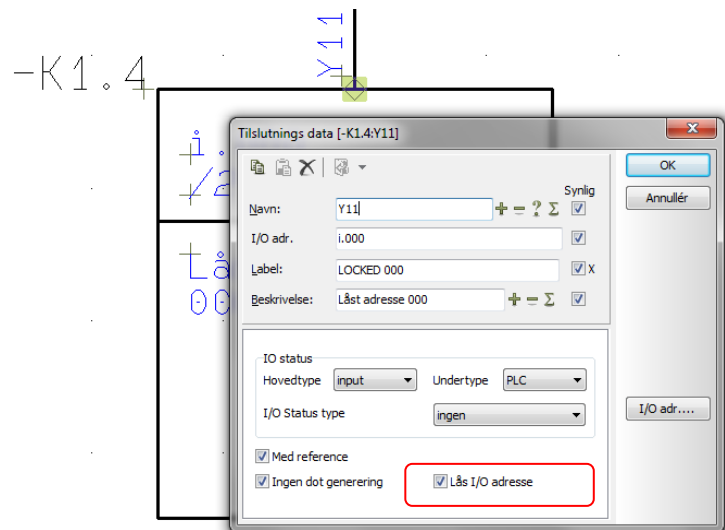 Y11
-K1.4
Tilslutnings data [-K1.4:Y11]
OK
Annullér
Synlig
Navn:
Y11
I/O adr.
i.000
Label:
LOCKED 000
X
Beskrivelse:
Låst adresse 000
IO status
Hovedtype
input
Undertype
PLC
I/O Status type
ingen
I/O adr....
Med reference
Ingen dot generering
Lås I/O adresse